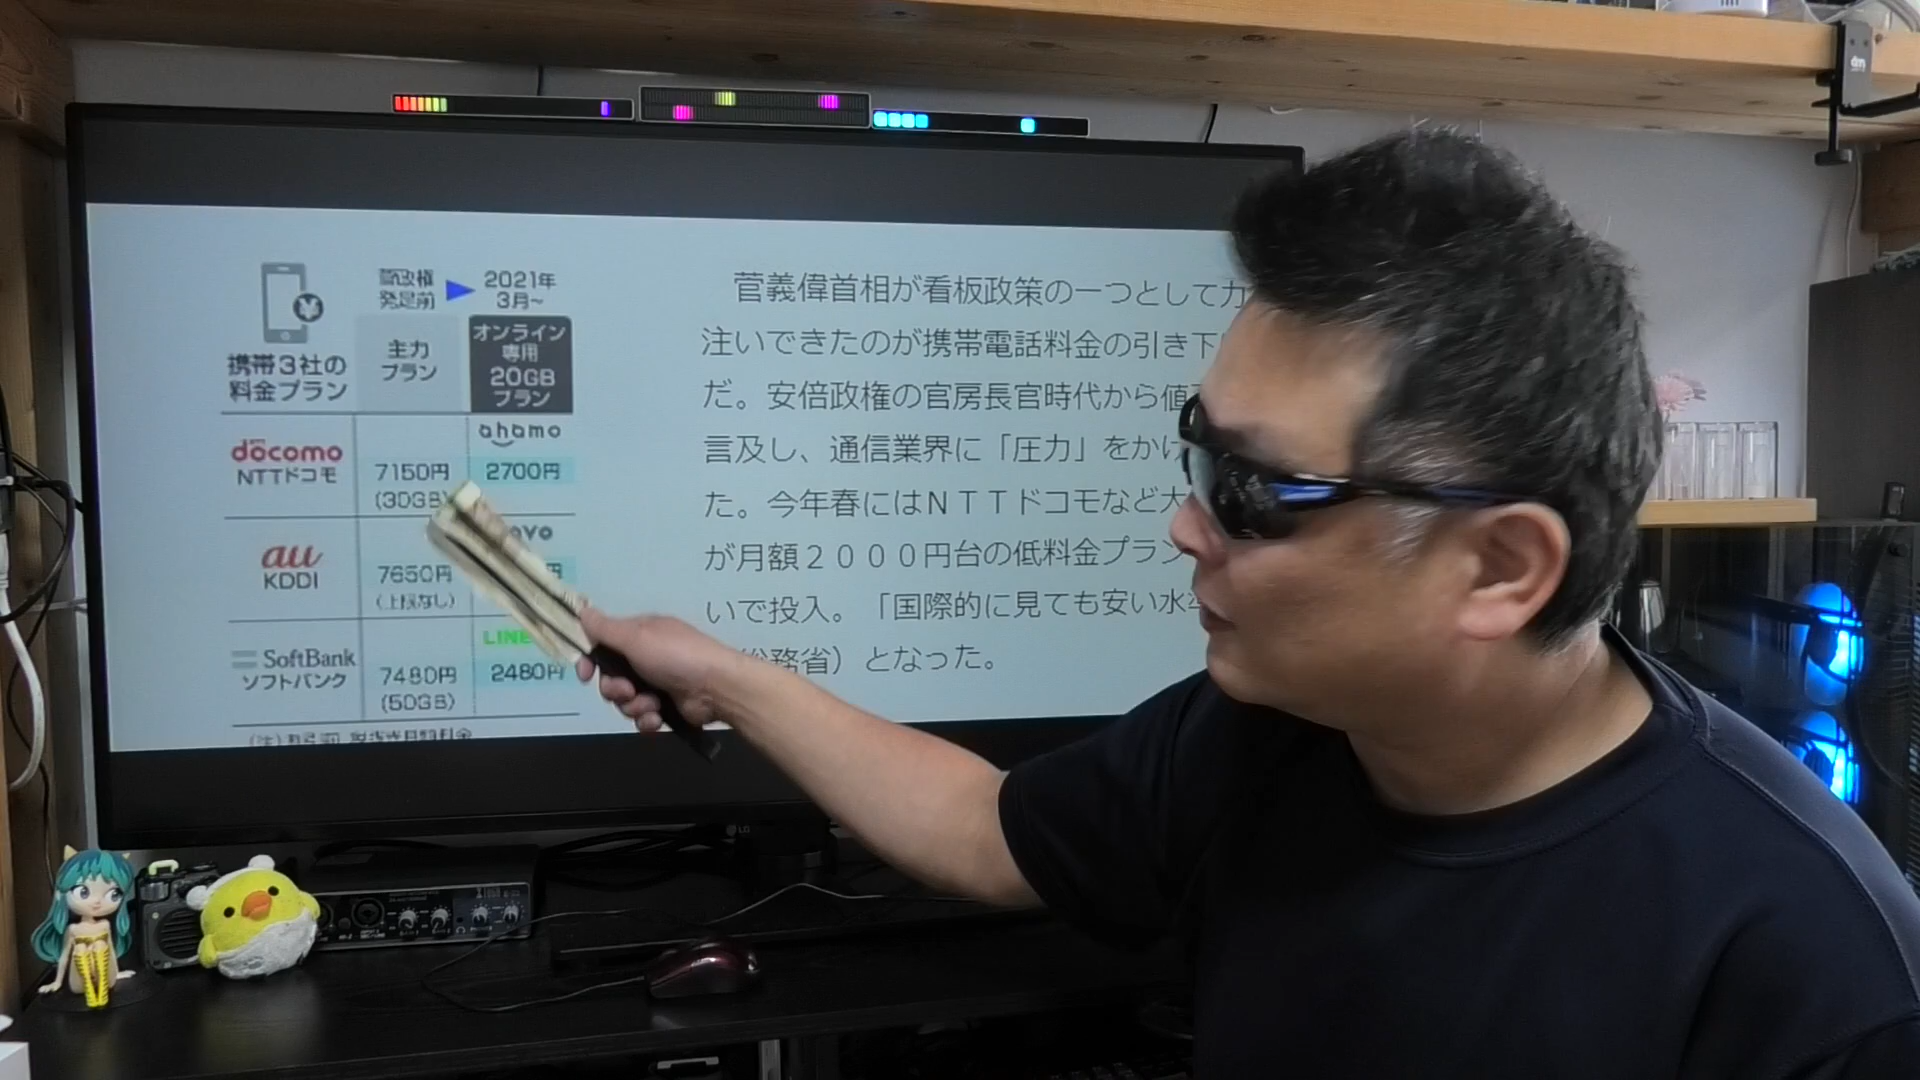 菅政権
発足前
2021年
3月~
携帯3社の
料金プラン
主力
プラン
オンライン
専用
20GB
プラン
docomo
NTTドコモ
7150円
(30GB)
ahamo
2700円
au
KDDI
7650円
(上限なし)
円
SoftBank
ソフトバンク
7480円
(50GB)
LINE
2480円
菅義偉首相が看板政策の一つとして力
注いできたのが携帯電話料金の引き下
だ。安倍政権の官房長官時代から値
言及し、通信業界に「圧力」をかけ
た。今年春にはNTTドコモなど大
が月額2000円台の低料金プラン
いで投入。「国際的に見ても安い水準
総務省）となった。
LG